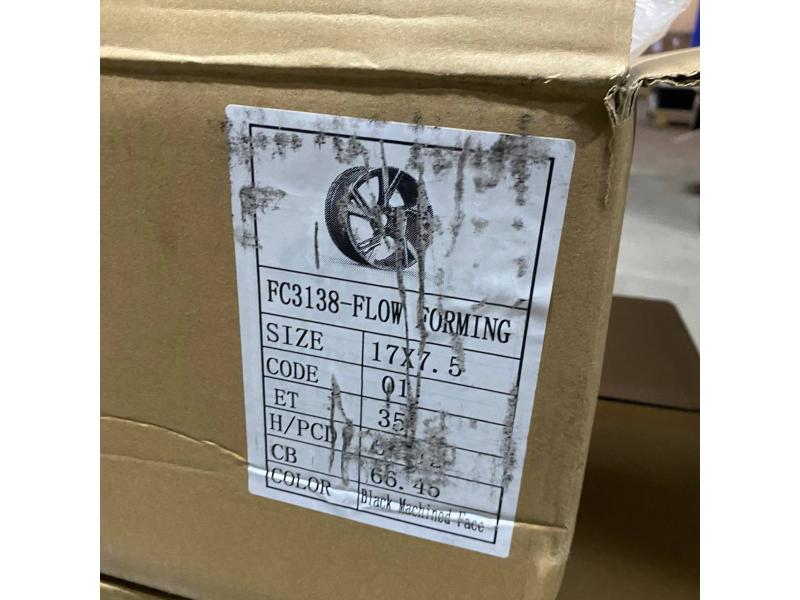 FC3138-FLOW FORMING
SIZE 17X7.5
CODE 01
ET 35
H/PCD
CB 66.45
COLOR Black Machined Face